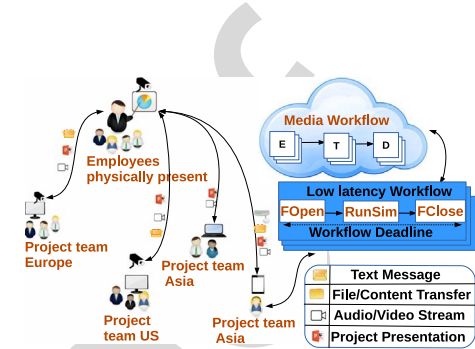 Media Workflow
E T D
Employees
physically present
Low latency Workflow
FOpen RunSim FClose
Workflow Deadline
Project team
Europe
Project team
Asia
Project
team US
Project team
Asia
Text Message
File/Content Transfer
Audio/Video Stream
Project Presentation